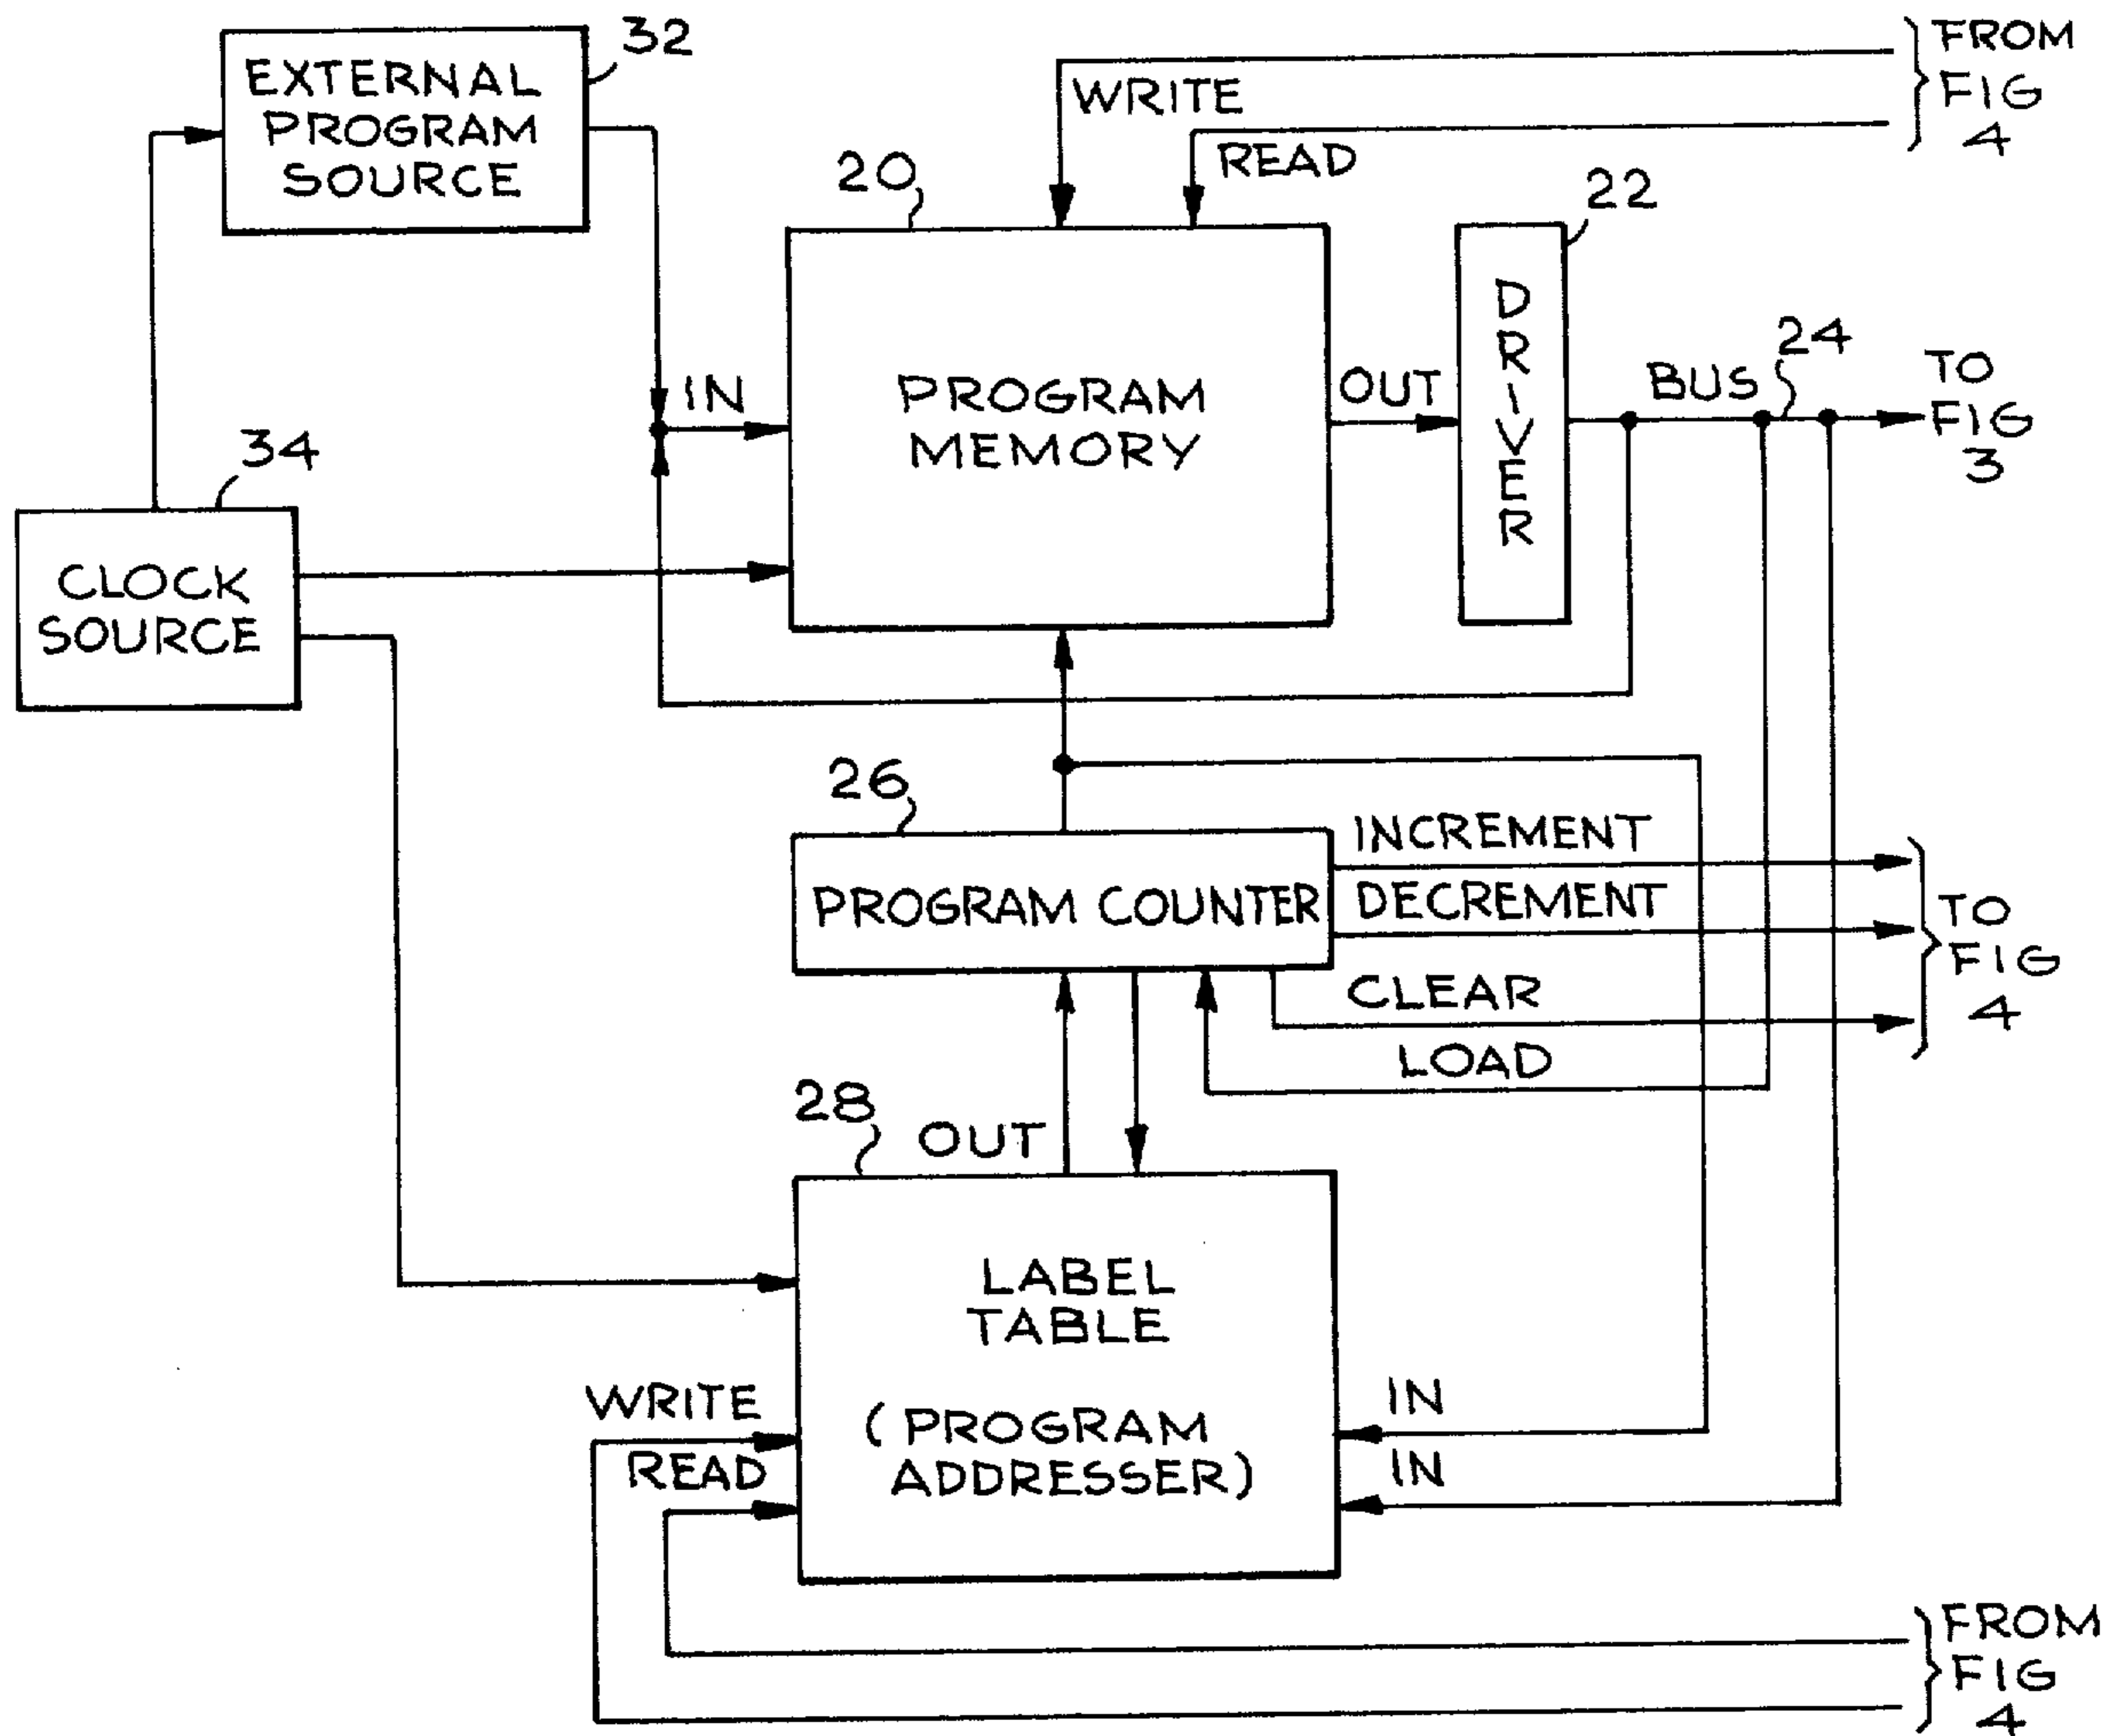 32
EXTERNAL
PROGRAM
SOURCE
FROM
FIG
4
WRITE
READ
20
22
PROGRAM
MEMORY
IN
OUT
DRIVER
BUS
24
TO
FIG
3
34
CLOCK
SOURCE
26
PROGRAM COUNTER
INCREMENT
DECREMENT
CLEAR
LOAD
TO
FIG
4
28
OUT
LABEL
TABLE
(PROGRAM
ADDRESSER)
WRITE
READ
IN
IN
FROM
FIG
4